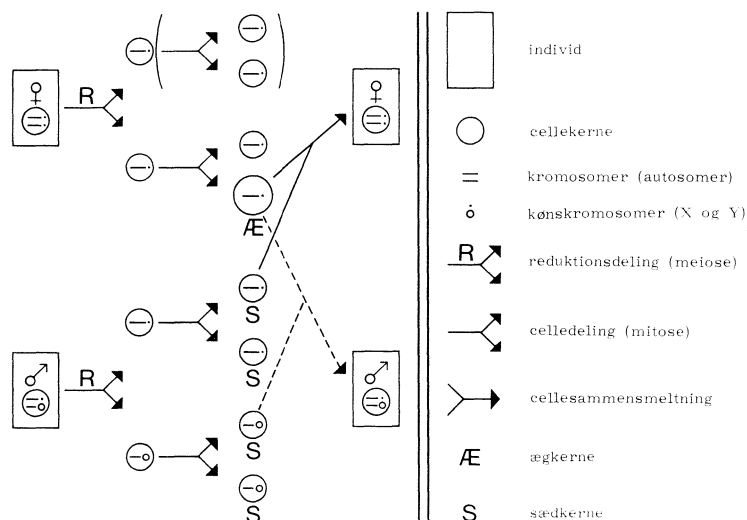 R
Æ
S
S
R
S
S
individ
cellekerne
kromosomer (autosomer)
kønskromosomer (X og Y)
R reduktionsdeling (meiose)
celledeling (mitose)
cellesammensmeltning
Æ ægkerne
S sædkerne